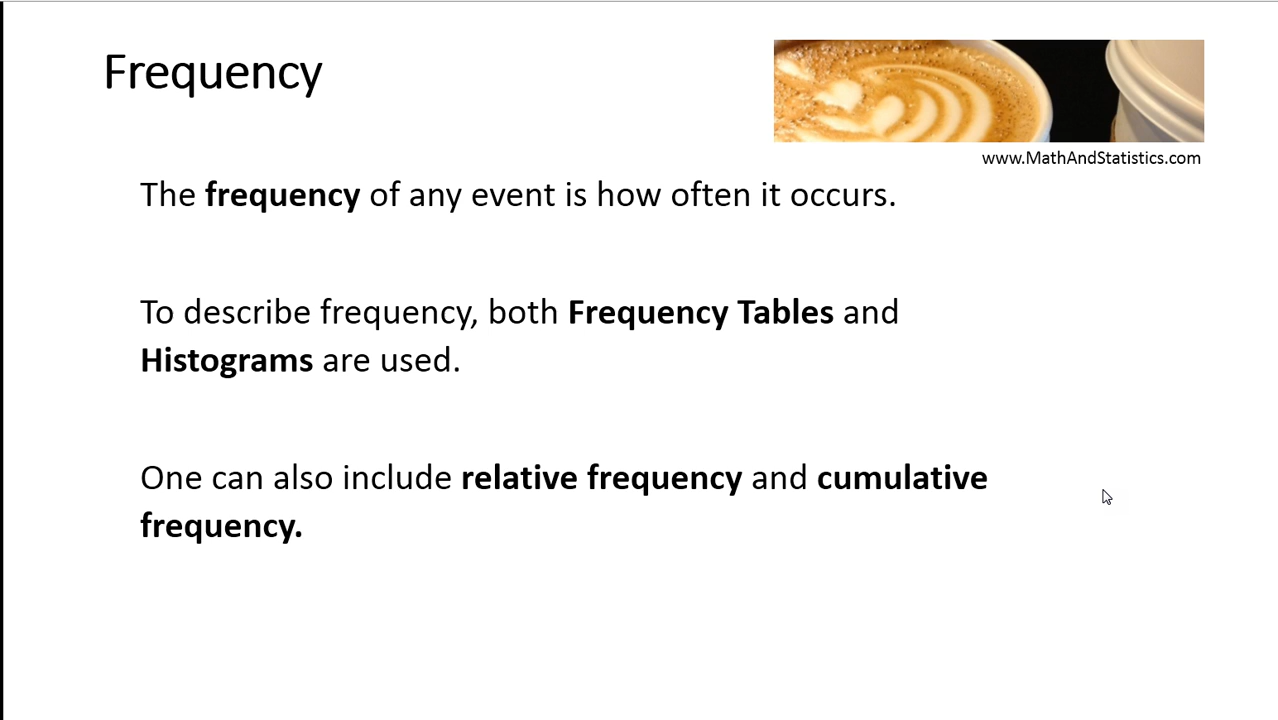 Frequency
www.MathAndStatistics.com
The frequency of any event is how often it occurs.
To describe frequency, both Frequency Tables and
Histograms are used.
One can also include relative frequency and cumulative
frequency.